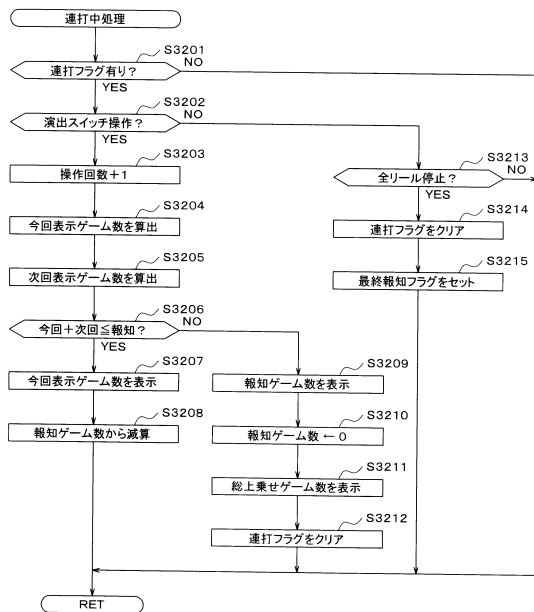 連打中処理
S3201
連打フラグ有り?
NO
YES
S3202
演出スイッチ操作?
NO
YES
S3203
操作回数+1
S3204
今回表示ゲーム数を算出
S3205
次回表示ゲーム数を算出
S3206
今回+次回≦報知?
NO
YES
S3207
今回表示ゲーム数を表示
S3208
報知ゲーム数から減算
S3209
報知ゲーム数を表示
S3210
報知ゲーム数←0
S3211
総上乗せゲーム数を表示
S3212
連打フラグをクリア
S3213
全リール停止?
NO
YES
S3214
連打フラグをクリア
S3215
最終報知フラグをセット
RET